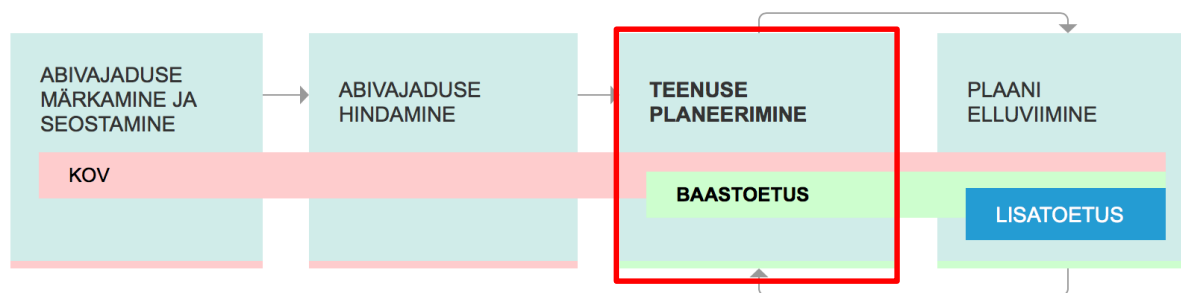 ABIVAJADUSE
MÄRKAMINE JA
SEOSTAMINE
ABIVAJADUSE
HINDAMINE
TEENUSE
PLANEERIMINE
PLAANI
ELLUVIIMINE
KOV
BAASTOETUS
LISATOETUS